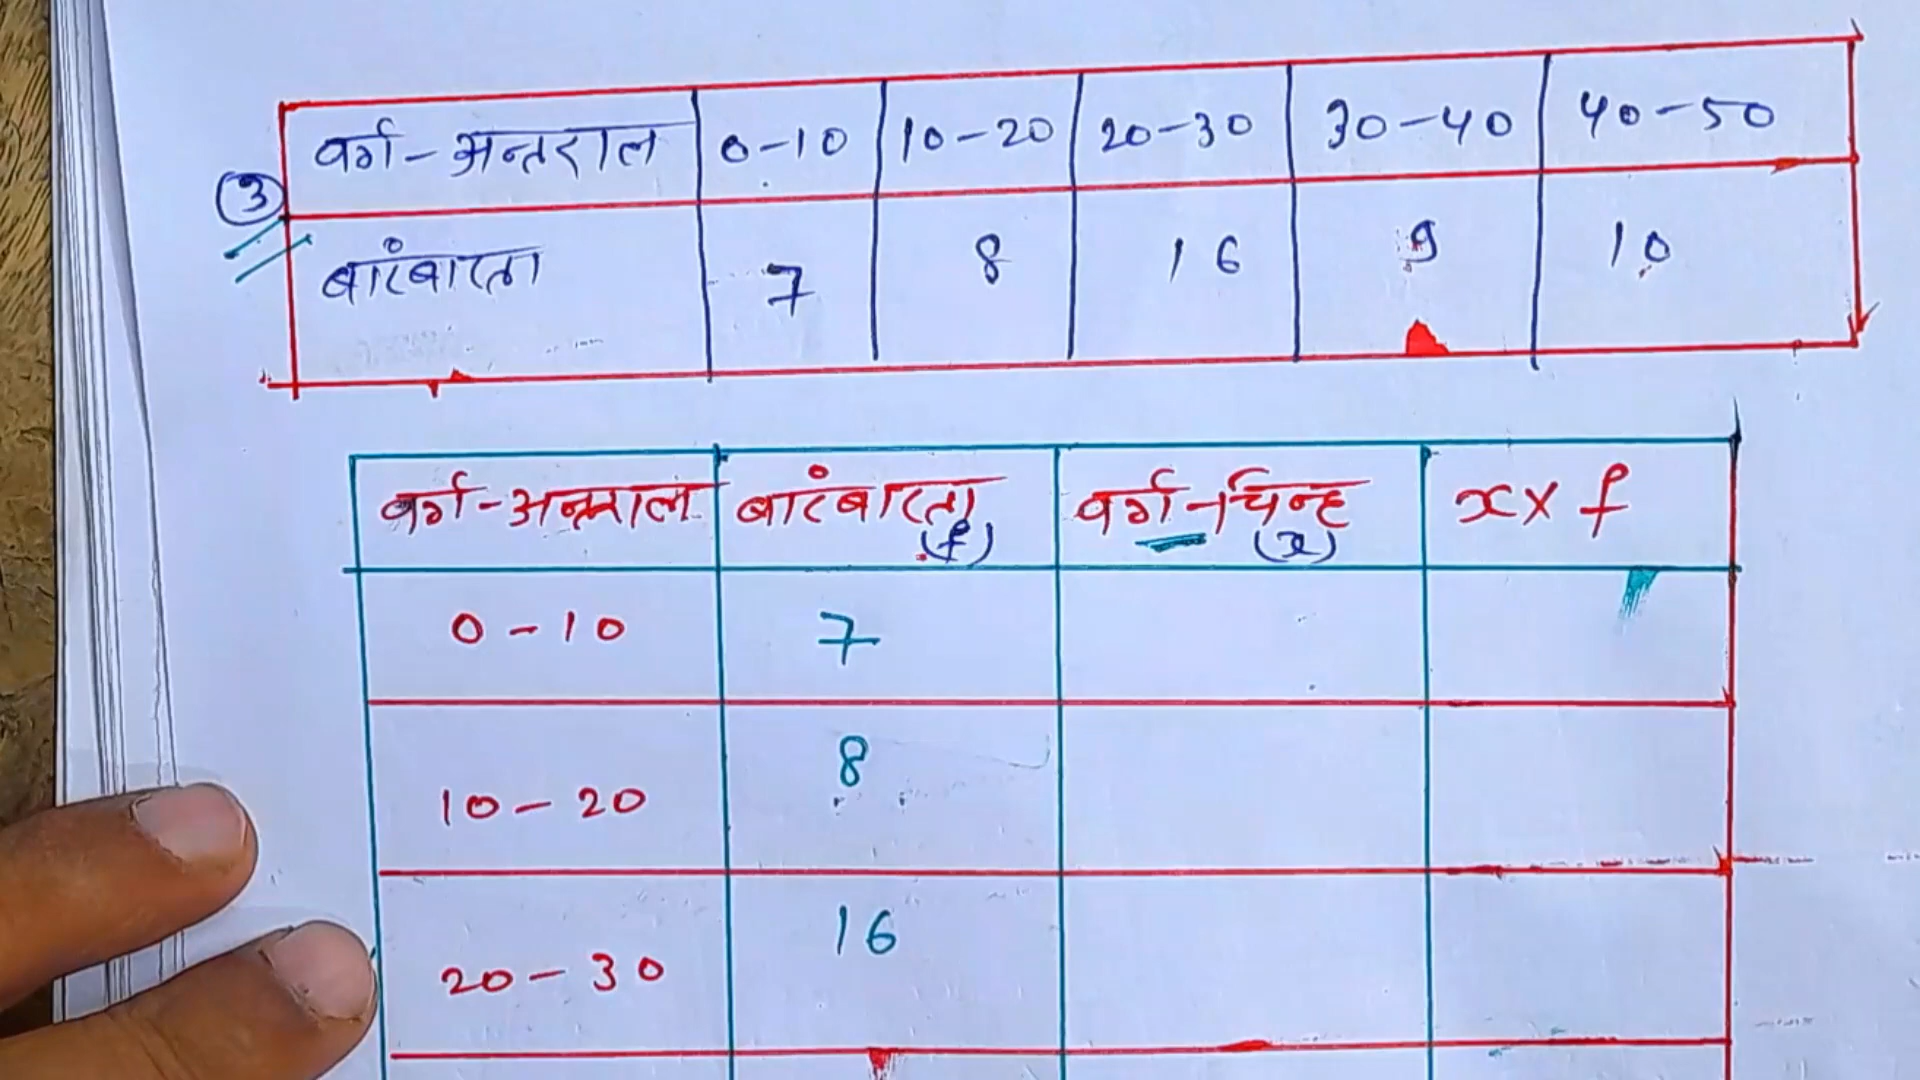 वर्ग-अन्तराल 0-10 10-20 20-30 30-40 40-50
③
बारंबारता 7 8 16 9 10
वर्ग-अन्तराल बारंबारता (f) वर्ग-चिन्ह (x) x×f
0-10 7
10-20 8
20-30 16